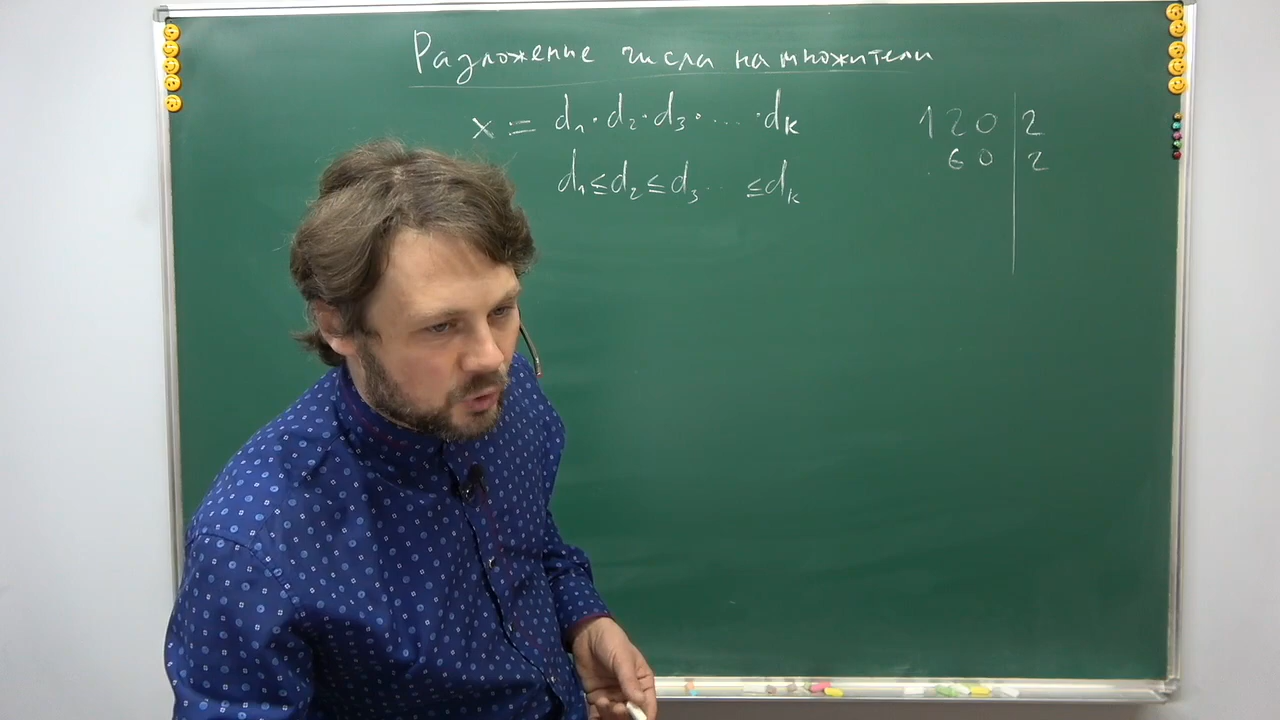 Разложение числа на множители
x = d₁·d₂·d₃· ... ·dₖ
d₁≤d₂≤d₃... ≤dₖ
120 | 2
60 | 2